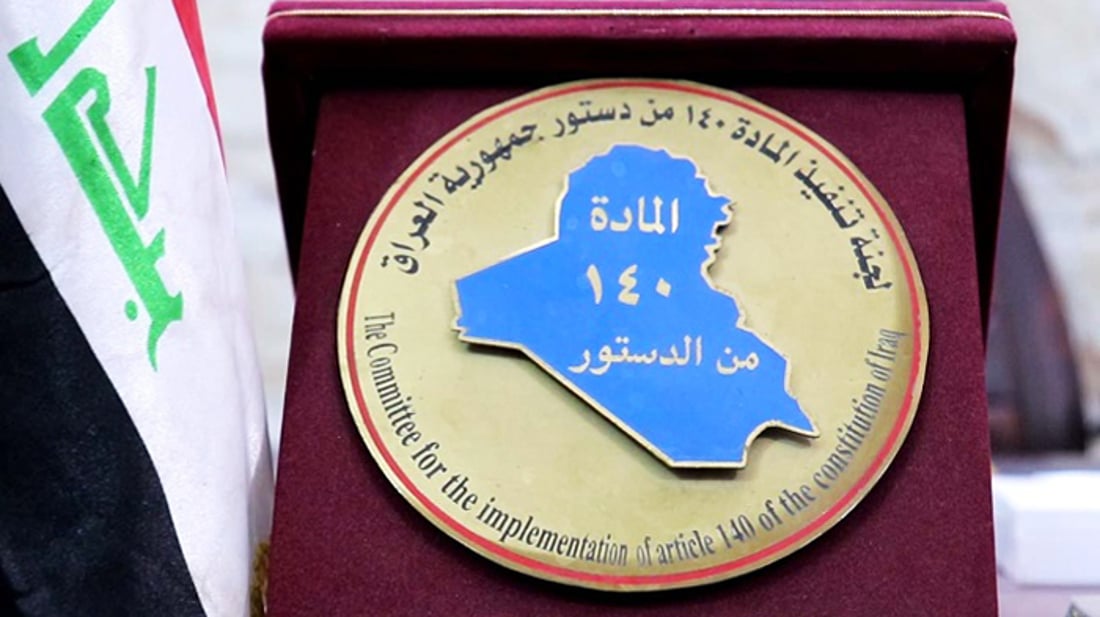 لجنة تنفيذ المادة ١٤٠ من دستور جمهورية العراق
المادة
١٤٠
من الدستور
The Committee for the implementation of article 140 of the constitution of Iraq